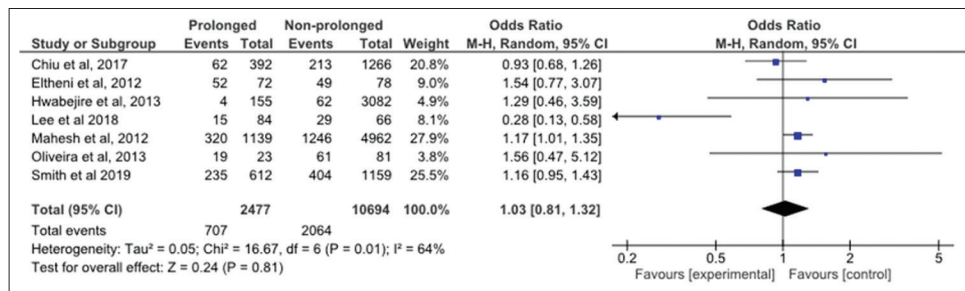 Prolonged Non-prolonged Odds Ratio Odds Ratio
Study or Subgroup Events Total Events Total Weight M-H, Random, 95% CI M-H, Random, 95% CI
Chiu et al, 2017 62 392 213 1266 20.8% 0.93 [0.68, 1.26]
Eltheni et al, 2012 52 72 49 78 9.0% 1.54 [0.77, 3.07]
Hwabejire et al, 2013 4 155 62 3082 4.9% 1.29 [0.46, 3.59]
Lee et al 2018 15 84 29 66 8.1% 0.28 [0.13, 0.58]
Mahesh et al, 2012 320 1139 1246 4962 27.9% 1.17 [1.01, 1.35]
Oliveira et al, 2013 19 23 61 81 3.8% 1.56 [0.47, 5.12]
Smith et al 2019 235 612 404 1159 25.5% 1.16 [0.95, 1.43]
Total (95% CI) 2477 10694 100.0% 1.03 [0.81, 1.32]
Total events 707 2064
Heterogeneity: Tau² = 0.05; Chi² = 16.67, df = 6 (P = 0.01); I² = 64%
Test for overall effect: Z = 0.24 (P = 0.81)
0.2 0.5 1 2 5
Favours [experimental] Favours [control]